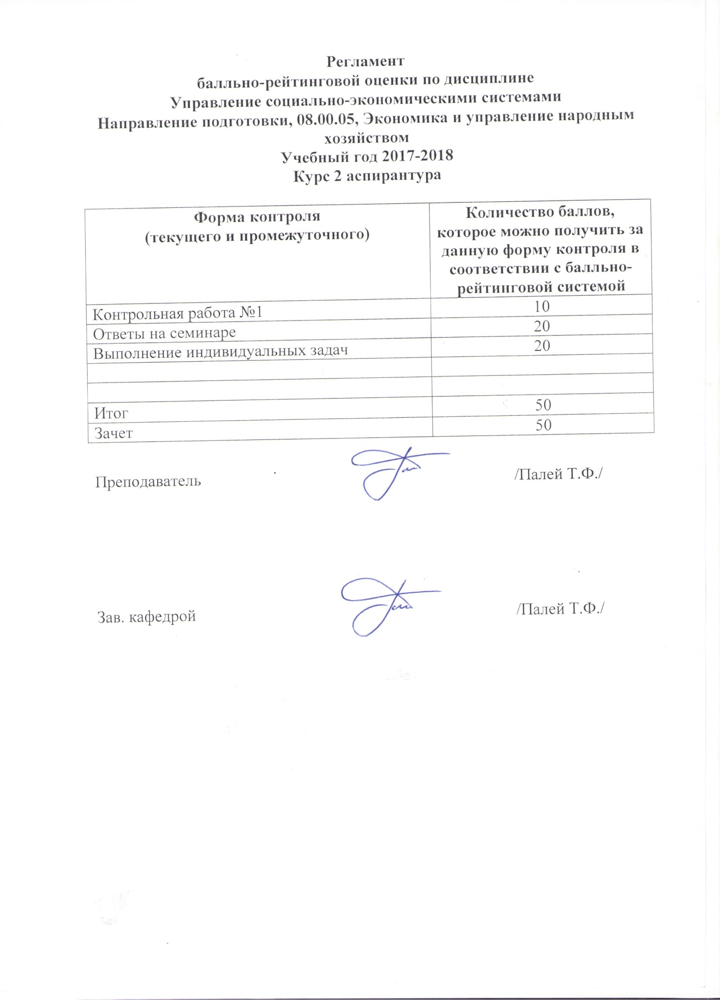 Регламент
балльно-рейтинговой оценки по дисциплине
Управление социально-экономическими системами
Направление подготовки, 08.00.05, Экономика и управление народным
хозяйством
Учебный год 2017-2018
Курс 2 аспирантура
Форма контроля
(текущего и промежуточного)
Количество баллов,
которое можно получить за
данную форму контроля в
соответствии с балльно-
рейтинговой системой
Контрольная работа №1 10
Ответы на семинаре 20
Выполнение индивидуальных задач 20
Итог 50
Зачет 50
Преподаватель /Палей Т.Ф./
Зав. кафедрой /Палей Т.Ф./